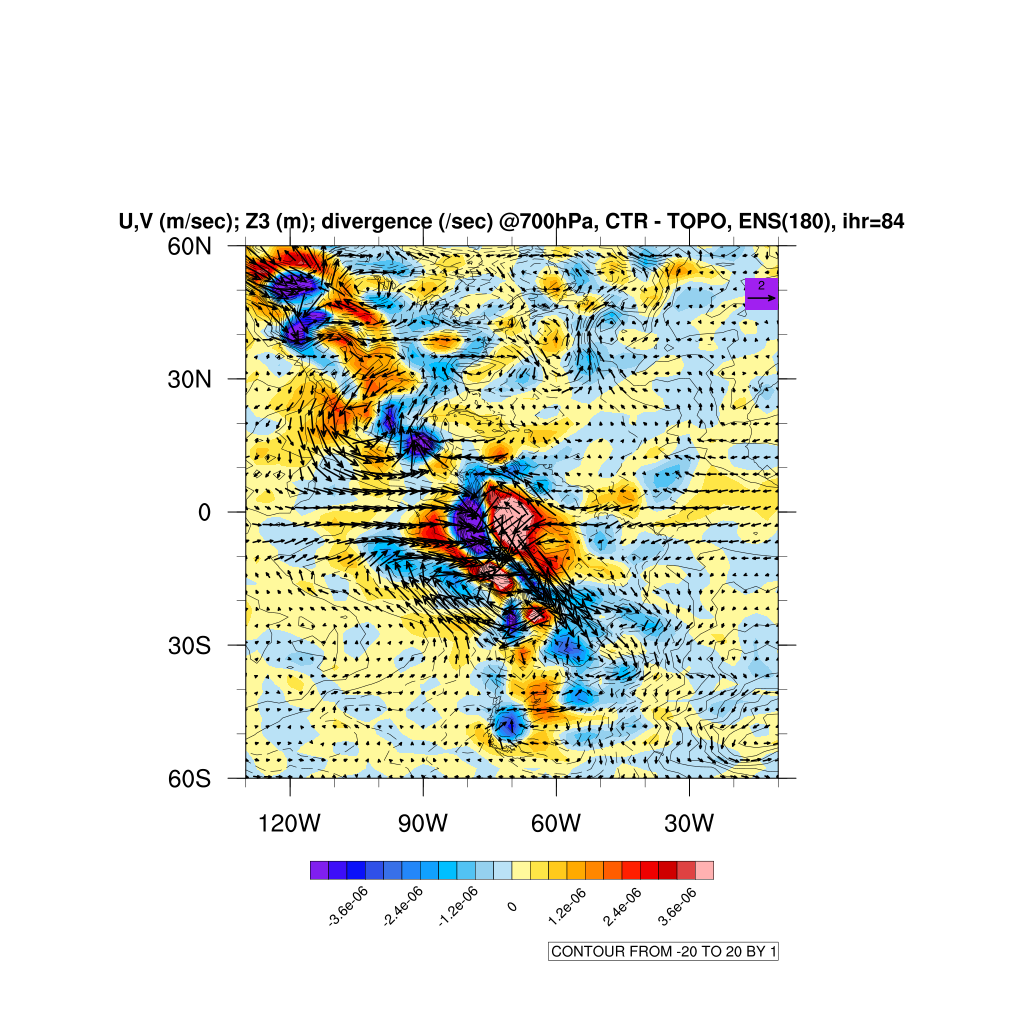 U,V (m/sec); Z3 (m); divergence (/sec) @700hPa, CTR - TOPO, ENS(180), ihr=84
60N
2
30N
0
30S
60S
120W 90W 60W 30W
-3.6e-06 -2.4e-06 -1.2e-06 0 1.2e-06 2.4e-06 3.6e-06
CONTOUR FROM -20 TO 20 BY 1